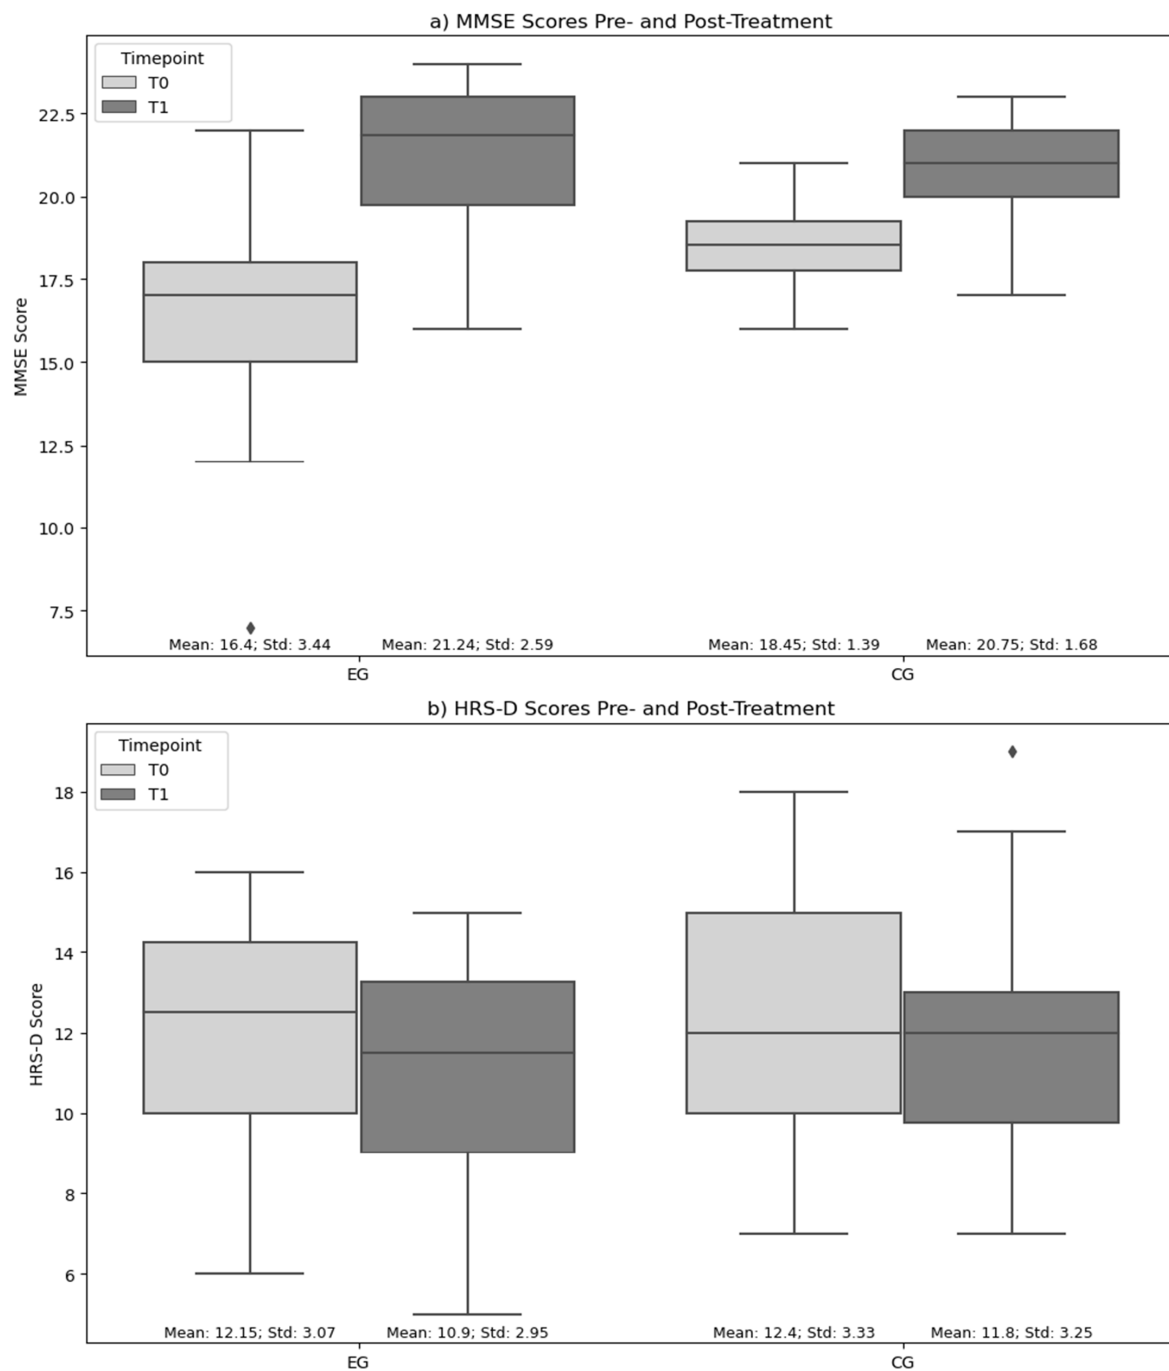 a) MMSE Scores Pre- and Post-Treatment
Timepoint
T0
T1
22.5
20.0
17.5
15.0
12.5
10.0
7.5
MMSE Score
Mean: 16.4; Std: 3.44
Mean: 21.24; Std: 2.59
Mean: 18.45; Std: 1.39
Mean: 20.75; Std: 1.68
EG
CG
b) HRS-D Scores Pre- and Post-Treatment
Timepoint
T0
T1
18
16
14
12
10
8
6
HRS-D Score
Mean: 12.15; Std: 3.07
Mean: 10.9; Std: 2.95
Mean: 12.4; Std: 3.33
Mean: 11.8; Std: 3.25
EG
CG